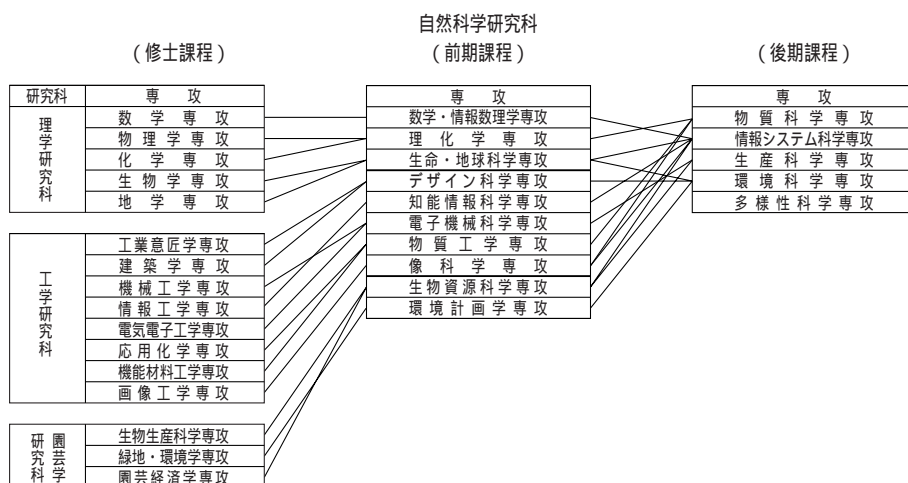 自然科学研究科
（修士課程）
（前期課程）
（後期課程）
研究科
専攻
理学研究科
数学専攻
物理学専攻
化学専攻
生物学専攻
地学専攻
工学研究科
工業意匠学専攻
建築学専攻
機械工学専攻
情報工学専攻
電気電子工学専攻
応用化学専攻
機能材料工学専攻
画像工学専攻
園芸学
研究科
生物生産科学専攻
緑地・環境学専攻
園芸経済学専攻
専攻
数学・情報数理学専攻
理化学専攻
生命・地球科学専攻
デザイン科学専攻
知能情報科学専攻
電子機械科学専攻
物質工学専攻
像科学専攻
生物資源科学専攻
環境計画学専攻
専攻
物質科学専攻
情報システム科学専攻
生産科学専攻
環境科学専攻
多様性科学専攻